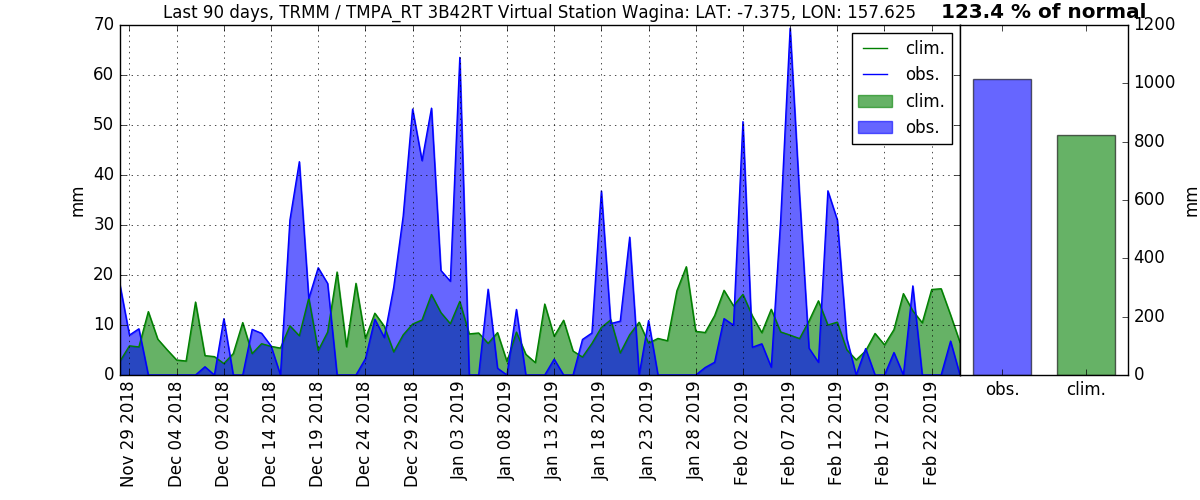 Last 90 days, TRMM / TMPA_RT 3B42RT Virtual Station Wagina: LAT: -7.375, LON: 157.625
123.4 % of normal
70
60
50
40
30
20
10
0
mm
clim.
obs.
clim.
obs.
1200
1000
800
600
400
200
0
mm
obs.
clim.
Nov 29 2018
Dec 04 2018
Dec 09 2018
Dec 14 2018
Dec 19 2018
Dec 24 2018
Dec 29 2018
Jan 03 2019
Jan 08 2019
Jan 13 2019
Jan 18 2019
Jan 23 2019
Jan 28 2019
Feb 02 2019
Feb 07 2019
Feb 12 2019
Feb 17 2019
Feb 22 2019